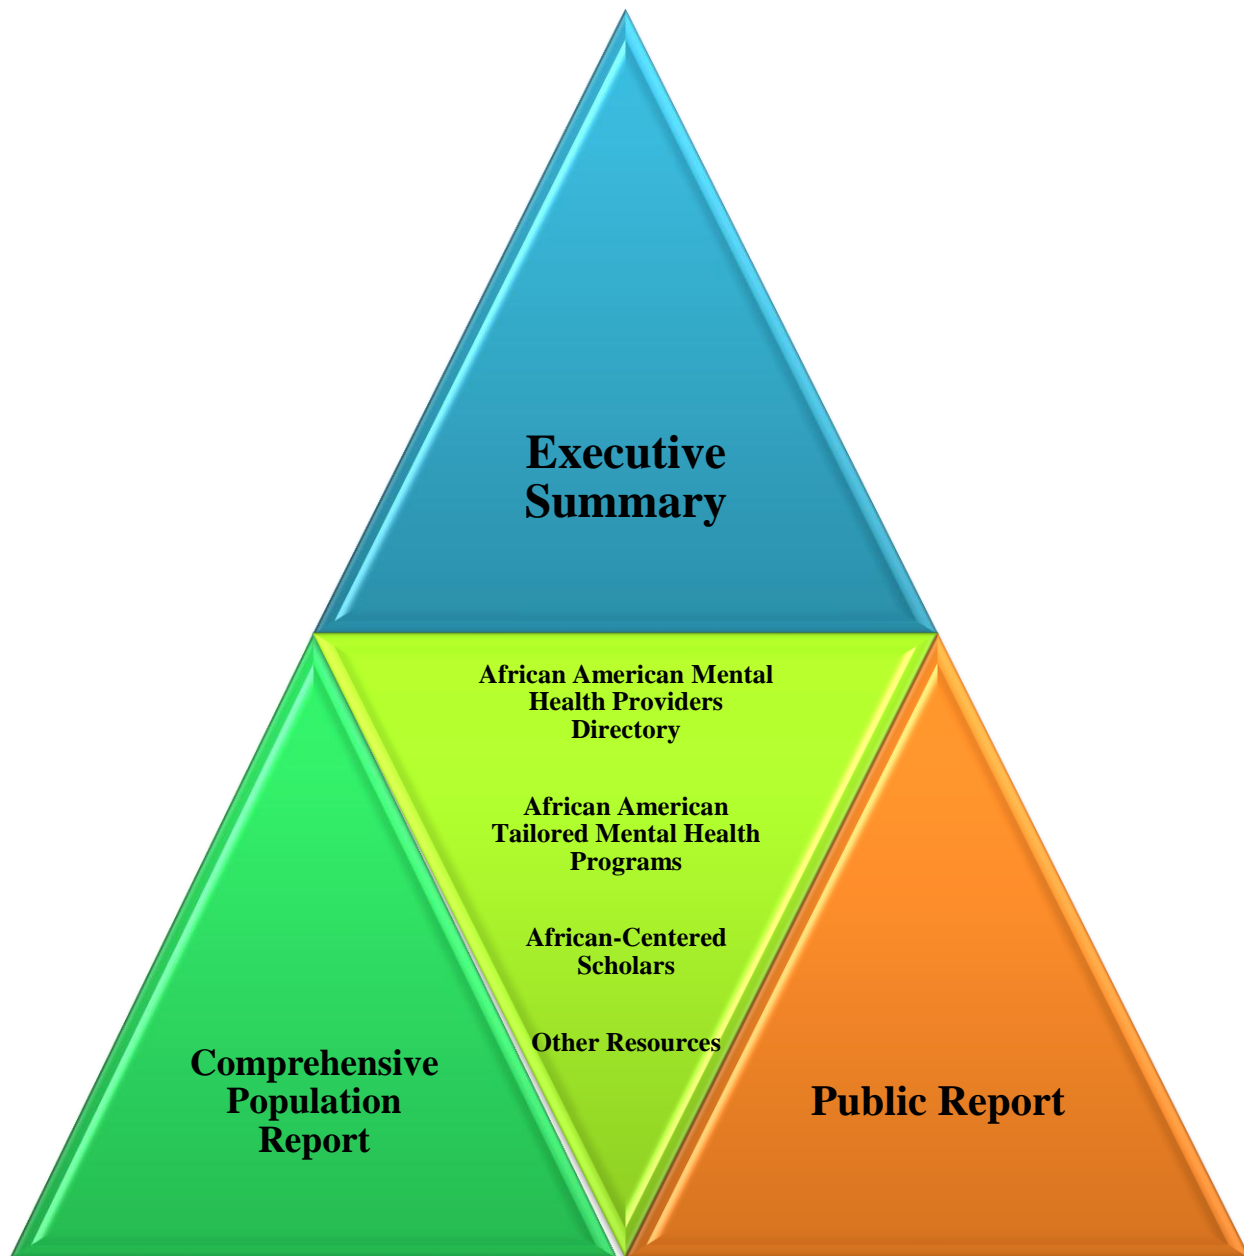 Executive
Summary
African American Mental
Health Providers
Directory
African American
Tailored Mental Health
Programs
African-Centered
Scholars
Other Resources
Comprehensive
Population
Report
Public Report